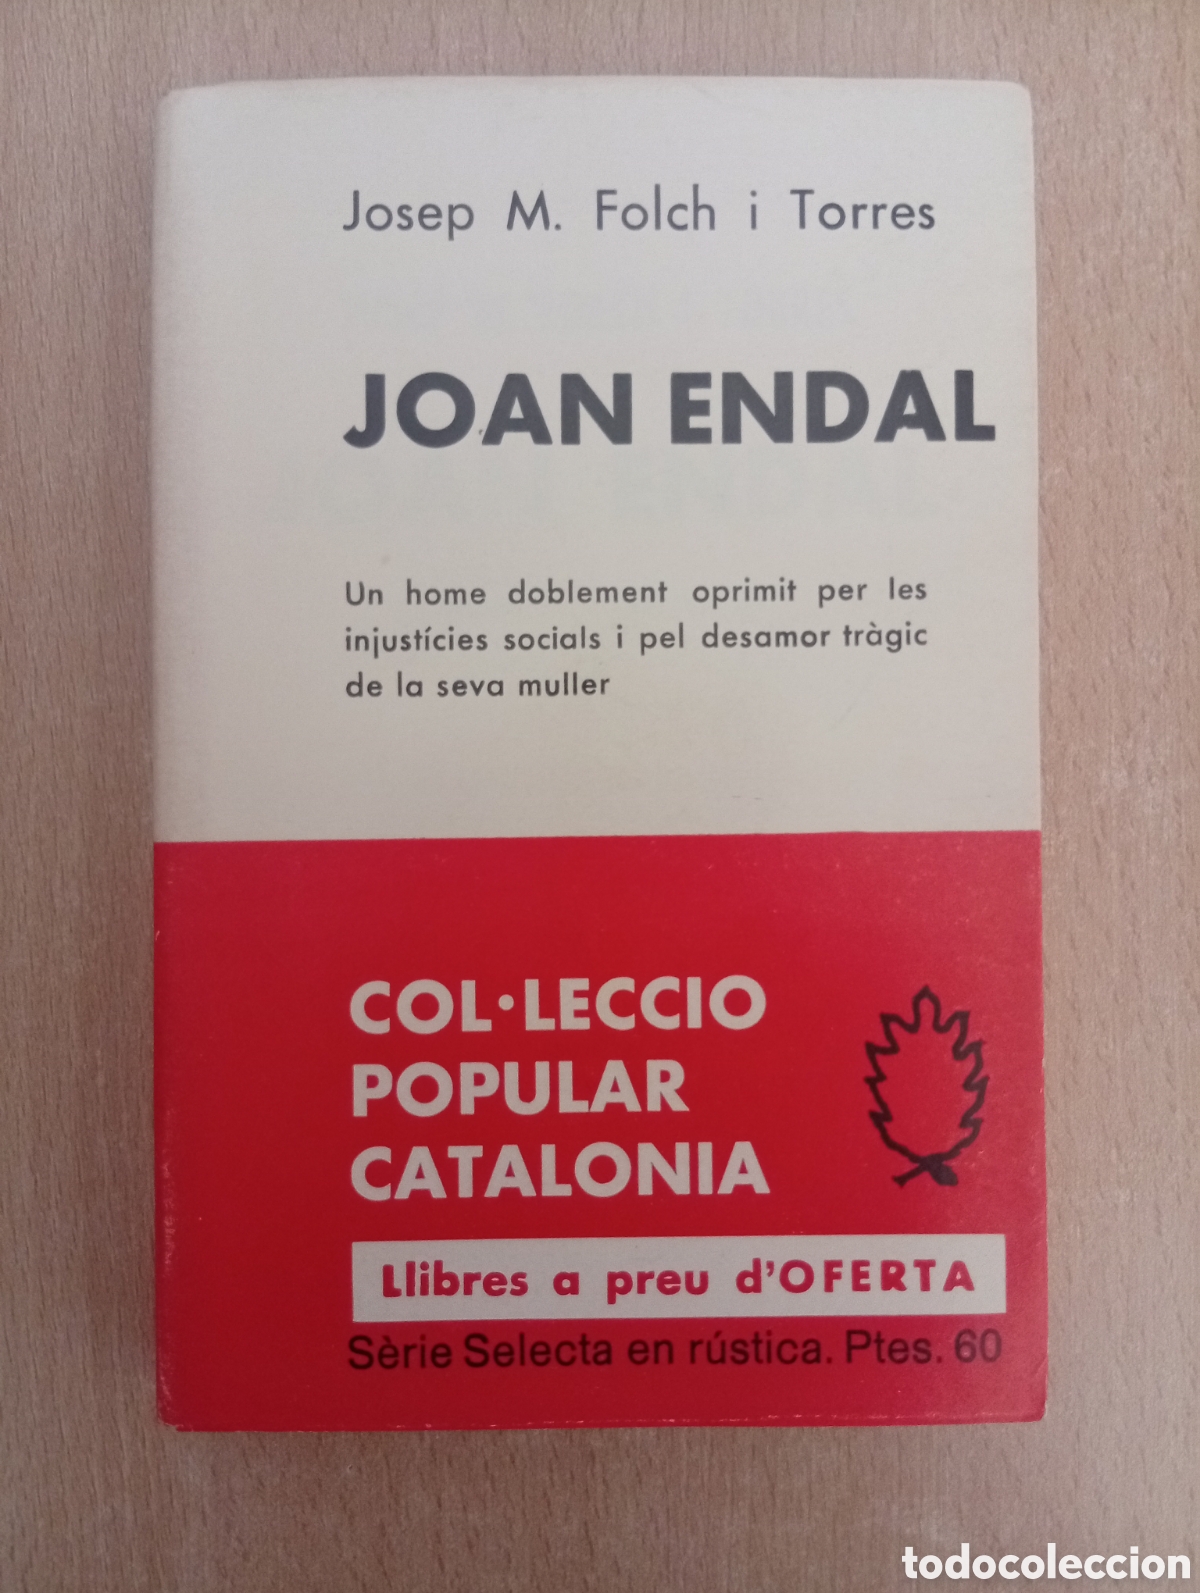 Josep M. Folch i Torres
JOAN ENDAL
Un home doblement oprimit per les
injustícies socials i pel desamor tràgic
de la seva muller
COL·LECCIO
POPULAR
CATALONIA
Llibres a preu d'OFERTA
Sèrie Selecta en rústica. Ptes. 60
todocoleccion